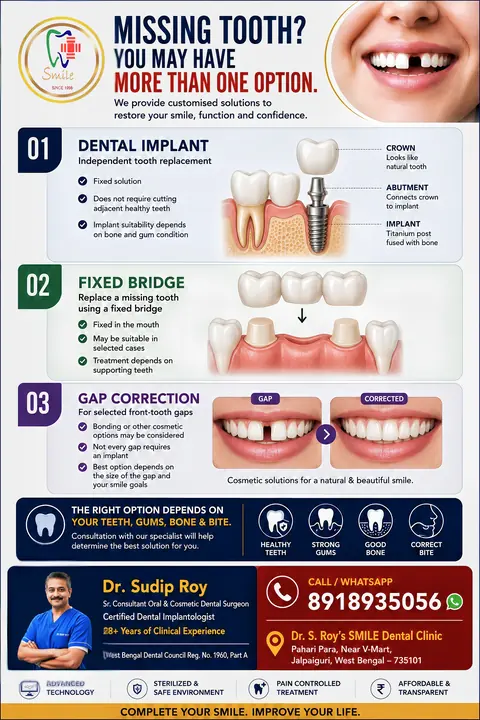 Smile
SINCE 1998
MISSING TOOTH?
YOU MAY HAVE
MORE THAN ONE OPTION.
We provide customised solutions to
restore your smile, function and confidence.
01
DENTAL IMPLANT
Independent tooth replacement
Fixed solution
Does not require cutting
adjacent healthy teeth
Implant suitability depends
on bone and gum condition
CROWN
Looks like
natural tooth
ABUTMENT
Connects crown
to implant
IMPLANT
Titanium post
fused with bone
02
FIXED BRIDGE
Replace a missing tooth
using a fixed bridge
Fixed in the mouth
May be suitable in
selected cases
Treatment depends on
supporting teeth
03
GAP CORRECTION
For selected front-tooth gaps
Bonding or other cosmetic
options may be considered
Not every gap requires
an implant
Best option depends on
the size of the gap and
your smile goals
GAP
CORRECTED
Cosmetic solutions for a natural & beautiful smile.
THE RIGHT OPTION DEPENDS ON
YOUR TEETH, GUMS, BONE & BITE.
Consultation with our specialist will help
determine the best solution for you.
HEALTHY
TEETH
STRONG
GUMS
GOOD
BONE
CORRECT
BITE
Dr. Sudip Roy
Sr. Consultant Oral & Cosmetic Dental Surgeon
Certified Dental Implantologist
28+ Years of Clinical Experience
West Bengal Dental Council Reg. No. 1960, Part A
CALL / WHATSAPP
8918935056
Dr. S. Roy's SMILE Dental Clinic
Pahari Para, Near V-Mart,
Jalpaiguri, West Bengal – 735101
ADVANCED
TECHNOLOGY
STERILIZED &
SAFE ENVIRONMENT
PAIN CONTROLLED
TREATMENT
AFFORDABLE &
TRANSPARENT
COMPLETE YOUR SMILE. IMPROVE YOUR LIFE.